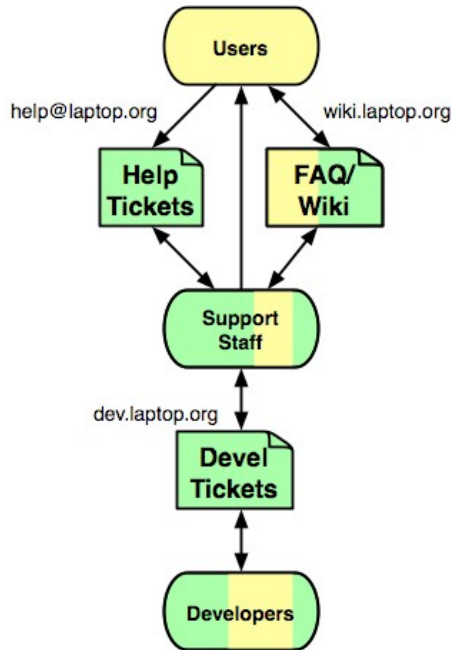 Users
help@laptop.org
wiki.laptop.org
Help
Tickets
FAQ/
Wiki
Support
Staff
dev.laptop.org
Devel
Tickets
Developers